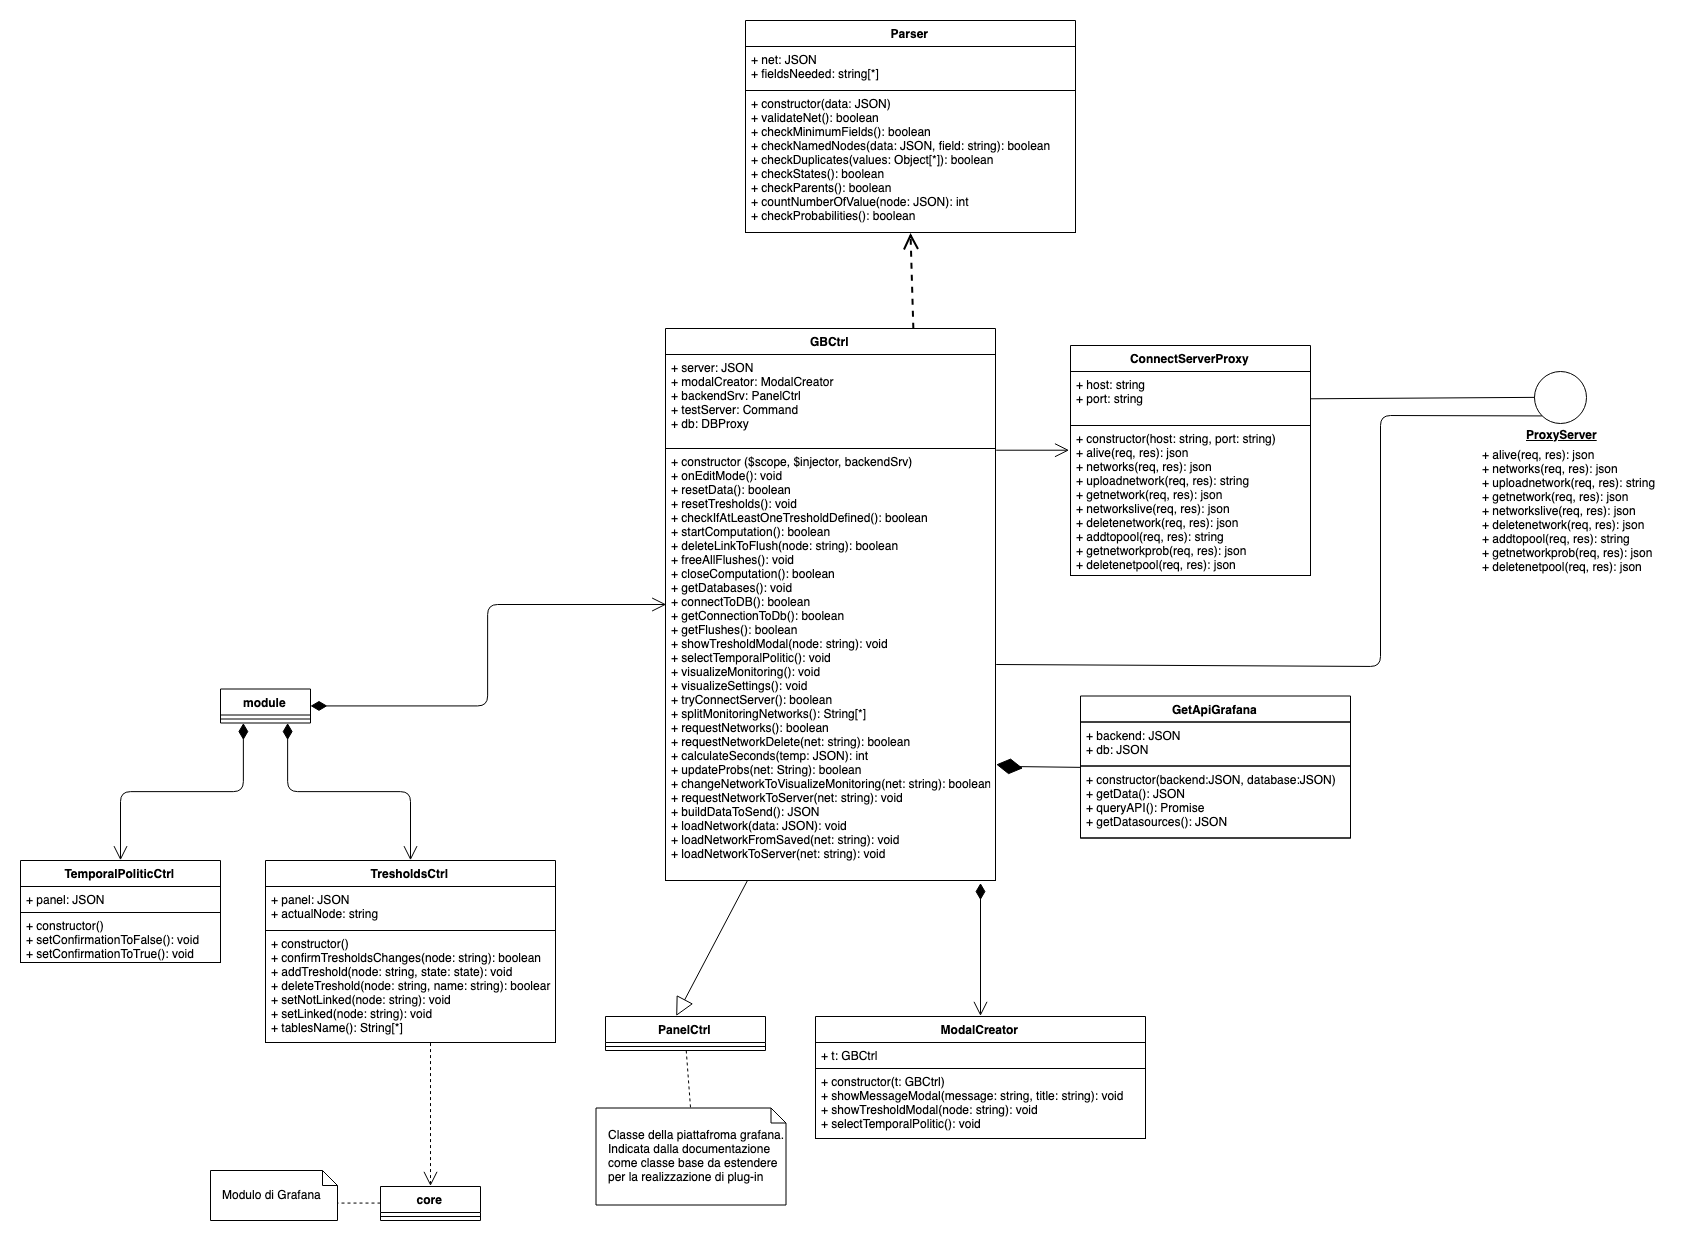 Parser
+ net: JSON
+ fieldsNeeded: string[*]
+ constructor(data: JSON)
+ validateNet(): boolean
+ checkMinimumFields(): boolean
+ checkNamedNodes(data: JSON, field: string): boolean
+ checkDuplicates(values: Object[*]): boolean
+ checkStates(): boolean
+ checkParents(): boolean
+ countNumberOfValue(node: JSON): int
+ checkProbabilities(): boolean
GBCtrl
+ server: JSON
+ modalCreator: ModalCreator
+ backendSrv: PanelCtrl
+ testServer: Command
+ db: DBProxy
+ constructor ($scope, $injector, backendSrv)
+ onEditMode(): void
+ resetData(): boolean
+ resetTresholds(): void
+ checkIfAtLeastOneTresholdDefined(): boolean
+ startComputation(): boolean
+ deleteLinkToFlush(node: string): boolean
+ freeAllFlushes(): void
+ closeComputation(): boolean
+ getDatabases(): void
+ connectToDB(): boolean
+ getConnectionToDb(): boolean
+ getFlushes(): boolean
+ showTresholdModal(node: string): void
+ selectTemporalPolitic(): void
+ visualizeMonitoring(): void
+ visualizeSettings(): void
+ tryConnectServer(): boolean
+ splitMonitoringNetworks(): String[*]
+ requestNetworks(): boolean
+ requestNetworkDelete(net: string): boolean
+ calculateSeconds(temp: JSON): int
+ updateProbs(net: String): boolean
+ changeNetworkToVisualizeMonitoring(net: string): boolean
+ requestNetworkToServer(net: string): void
+ buildDataToSend(): JSON
+ loadNetwork(data: JSON): void
+ loadNetworkFromSaved(net: string): void
+ loadNetworkToServer(net: string): void
ConnectServerProxy
+ host: string
+ port: string
+ constructor(host: string, port: string)
+ alive(req, res): json
+ networks(req, res): json
+ uploadnetwork(req, res): string
+ getnetwork(req, res): json
+ networkslive(req, res): json
+ deletenetwork(req, res): json
+ addtopool(req, res): string
+ getnetworkprob(req, res): json
+ deletenetpool(req, res): json
ProxyServer
+ alive(req, res): json
+ networks(req, res): json
+ uploadnetwork(req, res): string
+ getnetwork(req, res): json
+ networkslive(req, res): json
+ deletenetwork(req, res): json
+ addtopool(req, res): string
+ getnetworkprob(req, res): json
+ deletenetpool(req, res): json
module
GetApiGrafana
+ backend: JSON
+ db: JSON
+ constructor(backend:JSON, database:JSON)
+ getData(): JSON
+ queryAPI(): Promise
+ getDatasources(): JSON
TemporalPoliticCtrl
+ panel: JSON
+ constructor()
+ setConfirmationToFalse(): void
+ setConfirmationToTrue(): void
TresholdsCtrl
+ panel: JSON
+ actualNode: string
+ constructor()
+ confirmTresholdsChanges(node: string): boolean
+ addTreshold(node: string, state: state): void
+ deleteTreshold(node: string, name: string): boolear
+ setNotLinked(node: string): void
+ setLinked(node: string): void
+ tablesName(): String[*]
PanelCtrl
ModalCreator
+ t: GBCtrl
+ constructor(t: GBCtrl)
+ showMessageModal(message: string, title: string): void
+ showTresholdModal(node: string): void
+ selectTemporalPolitic(): void
Classe della piattafroma grafana.
Indicata dalla documentazione
come classe base da estendere
per la realizzazione di plug-in
Modulo di Grafana
core